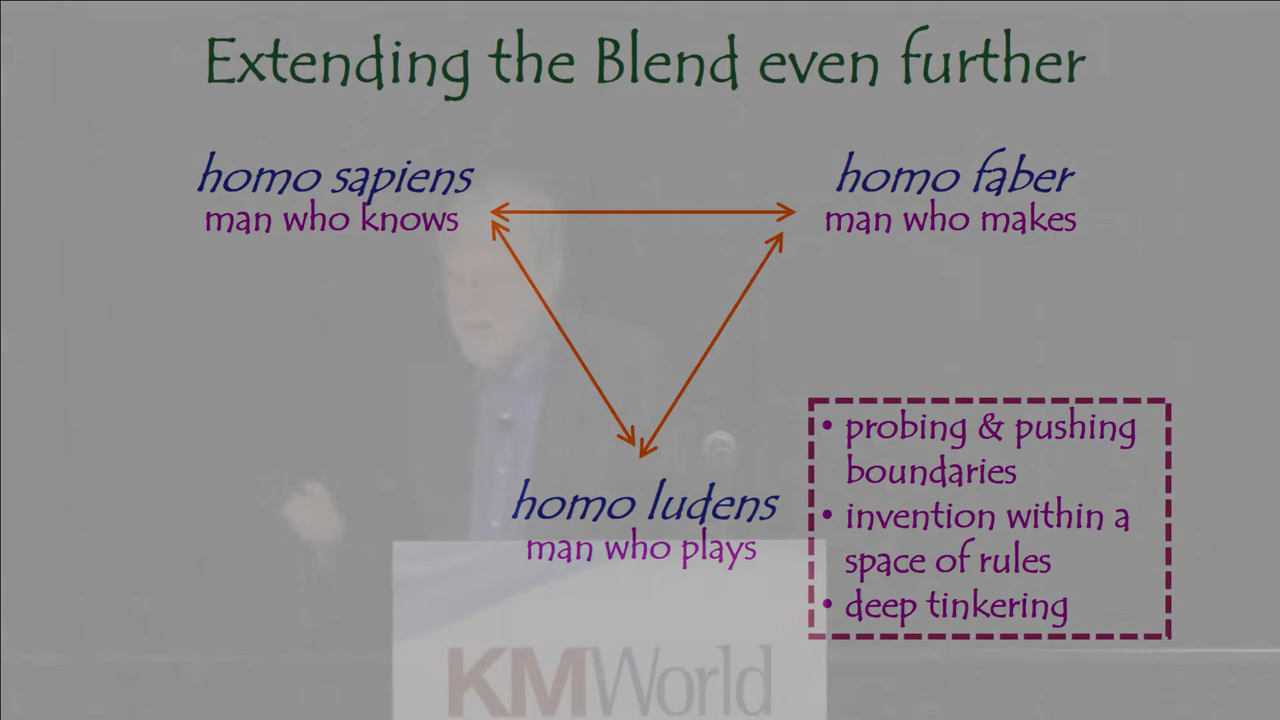 Extending the Blend even further
homo sapiens
man who knows
homo faber
man who makes
homo ludens
man who plays
• probing & pushing
boundaries
• invention within a
space of rules
• deep tinkering
KMWorld